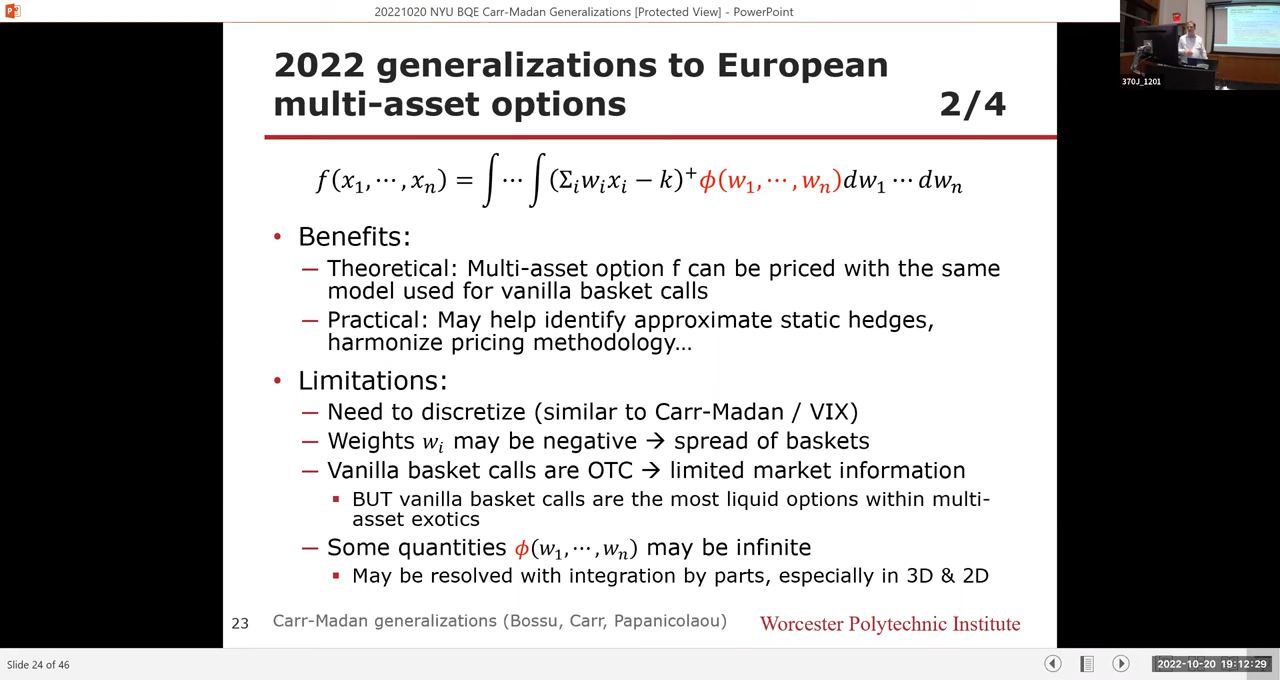 20221020 NYU BQE Carr-Madan Generalizations [Protected View] - PowerPoint
370J_1201
2022 generalizations to European
multi-asset options 2/4
f(x₁,⋯,xₙ) = ∫⋯∫(Σᵢwᵢxᵢ − k)⁺ϕ(w₁,⋯,wₙ)dw₁⋯dwₙ
• Benefits:
— Theoretical: Multi-asset option f can be priced with the same
model used for vanilla basket calls
— Practical: May help identify approximate static hedges,
harmonize pricing methodology…
• Limitations:
— Need to discretize (similar to Carr-Madan / VIX)
— Weights wᵢ may be negative → spread of baskets
— Vanilla basket calls are OTC → limited market information
▪ BUT vanilla basket calls are the most liquid options within multi-
asset exotics
— Some quantities ϕ(w₁,⋯,wₙ) may be infinite
▪ May be resolved with integration by parts, especially in 3D & 2D
23 Carr-Madan generalizations (Bossu, Carr, Papanicolaou) Worcester Polytechnic Institute
Slide 24 of 46
2022-10-20 19:12:29